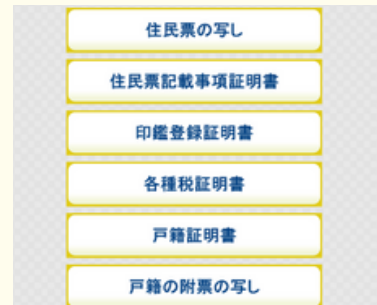 住民票の写し
住民票記載事項証明書
印鑑登録証明書
各種税証明書
戸籍証明書
戸籍の附票の写し